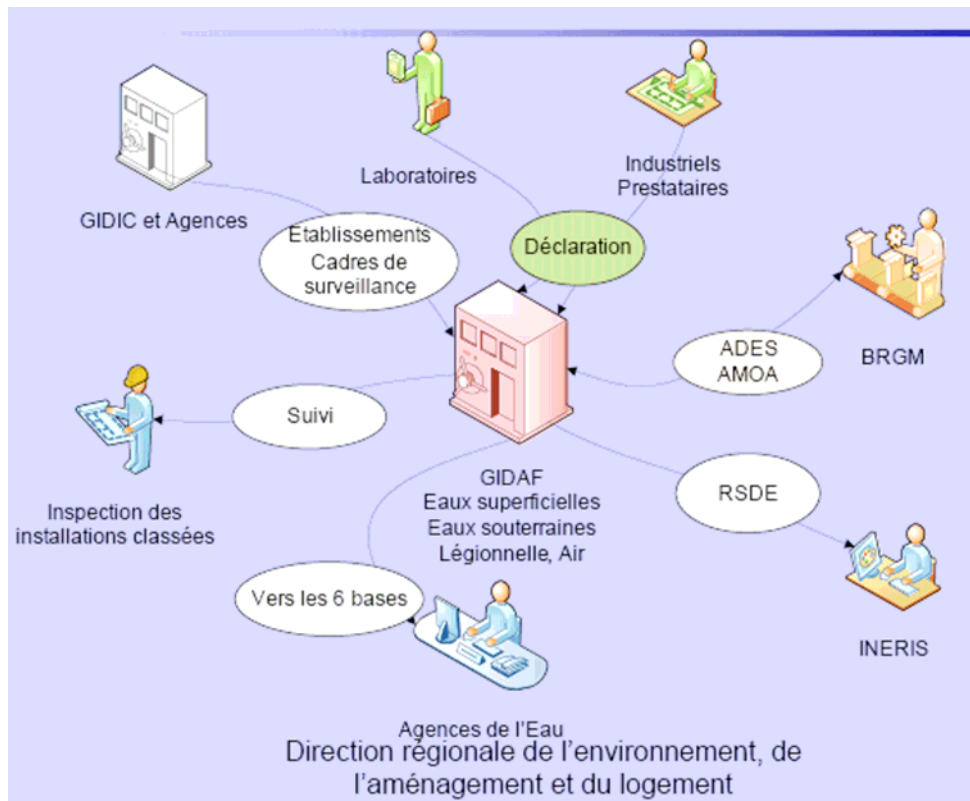 Laboratoires
Industriels
Prestataires
GIDIC et Agences
Etablissements
Cadres de
surveillance
Déclaration
ADES
AMOA
BRGM
Suivi
Inspection des
installations classées
GIDAF
Eaux superficielles
Eaux souterraines
Légionnelle, Air
RSDE
INERIS
Vers les 6 bases
Agences de l'Eau
Direction régionale de l'environnement, de
l'aménagement et du logement